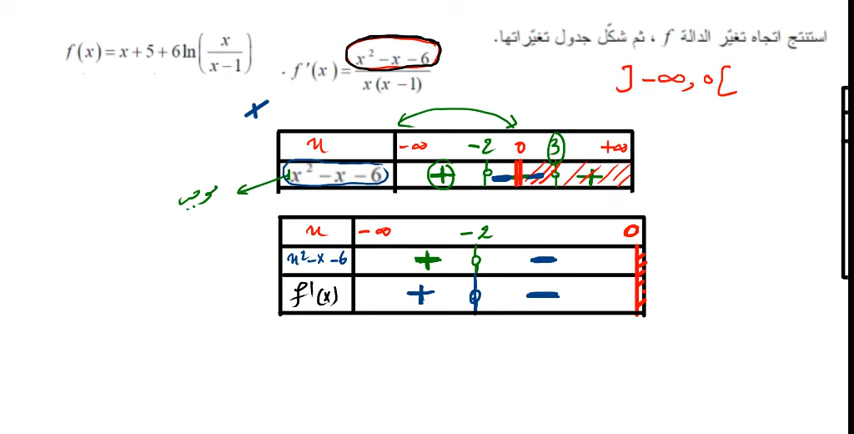 استنتج اتجاه تغيّر الدالة f ، ثم شكّل جدول تغيّراتها.
f(x) = x + 5 + 6ln(x/(x−1))
. f′(x) = (x² − x − 6)/(x(x − 1))
]−∞, 0[
x −∞ −2 0 3 +∞
x² − x − 6 + 0 − 0 +
موجب
x −∞ −2 0
x² − x − 6 + 0 −
f′(x) + 0 −